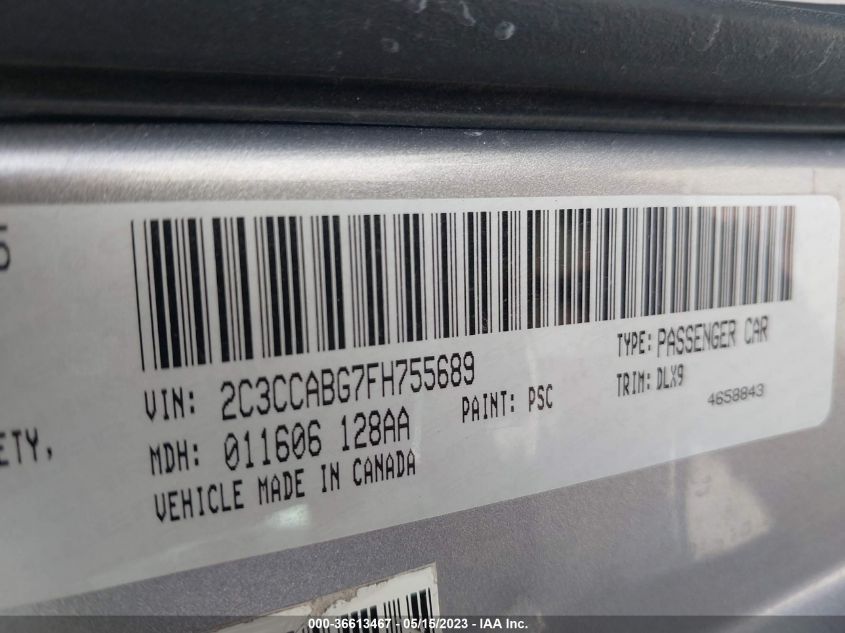 5
VIN: 2C3CCABG7FH755689
TYPE: PASSENGER CAR
PAINT: PSC
TRIM: DLX9
MDH: 011606 128AA
4658843
ETY,
VEHICLE MADE IN CANADA
000-36613467 - 05/15/2023 - IAA Inc.